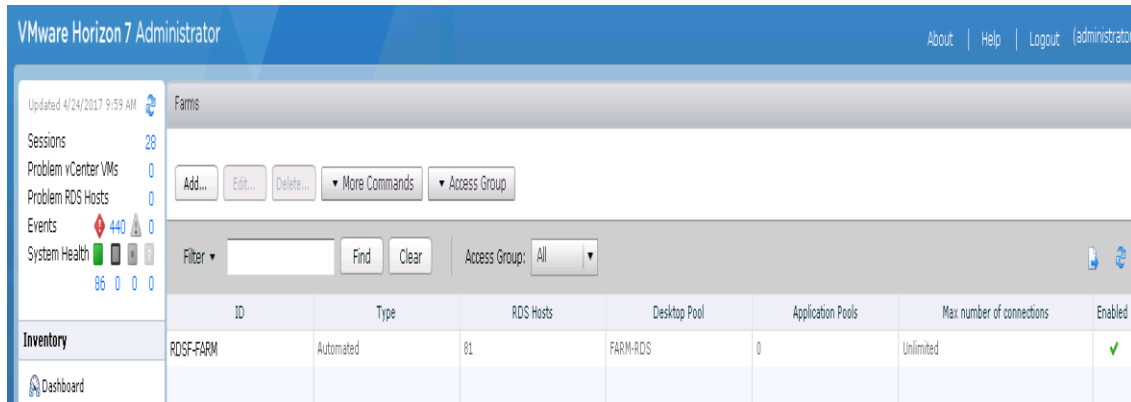 VMware Horizon 7 Administrator
About | Help | Logout (administrator
Updated 4/24/2017 9:59 AM
Sessions 28
Problem vCenter VMs 0
Problem RDS Hosts 0
Events 440 0
System Health
86 0 0 0
Inventory
Dashboard
Farms
Add... Edit... Delete... More Commands Access Group
Filter Find Clear Access Group: All
ID Type RDS Hosts Desktop Pool Application Pools Max number of connections Enabled
RDSF-FARM Automated 81 FARM-RDS 0 Unlimited